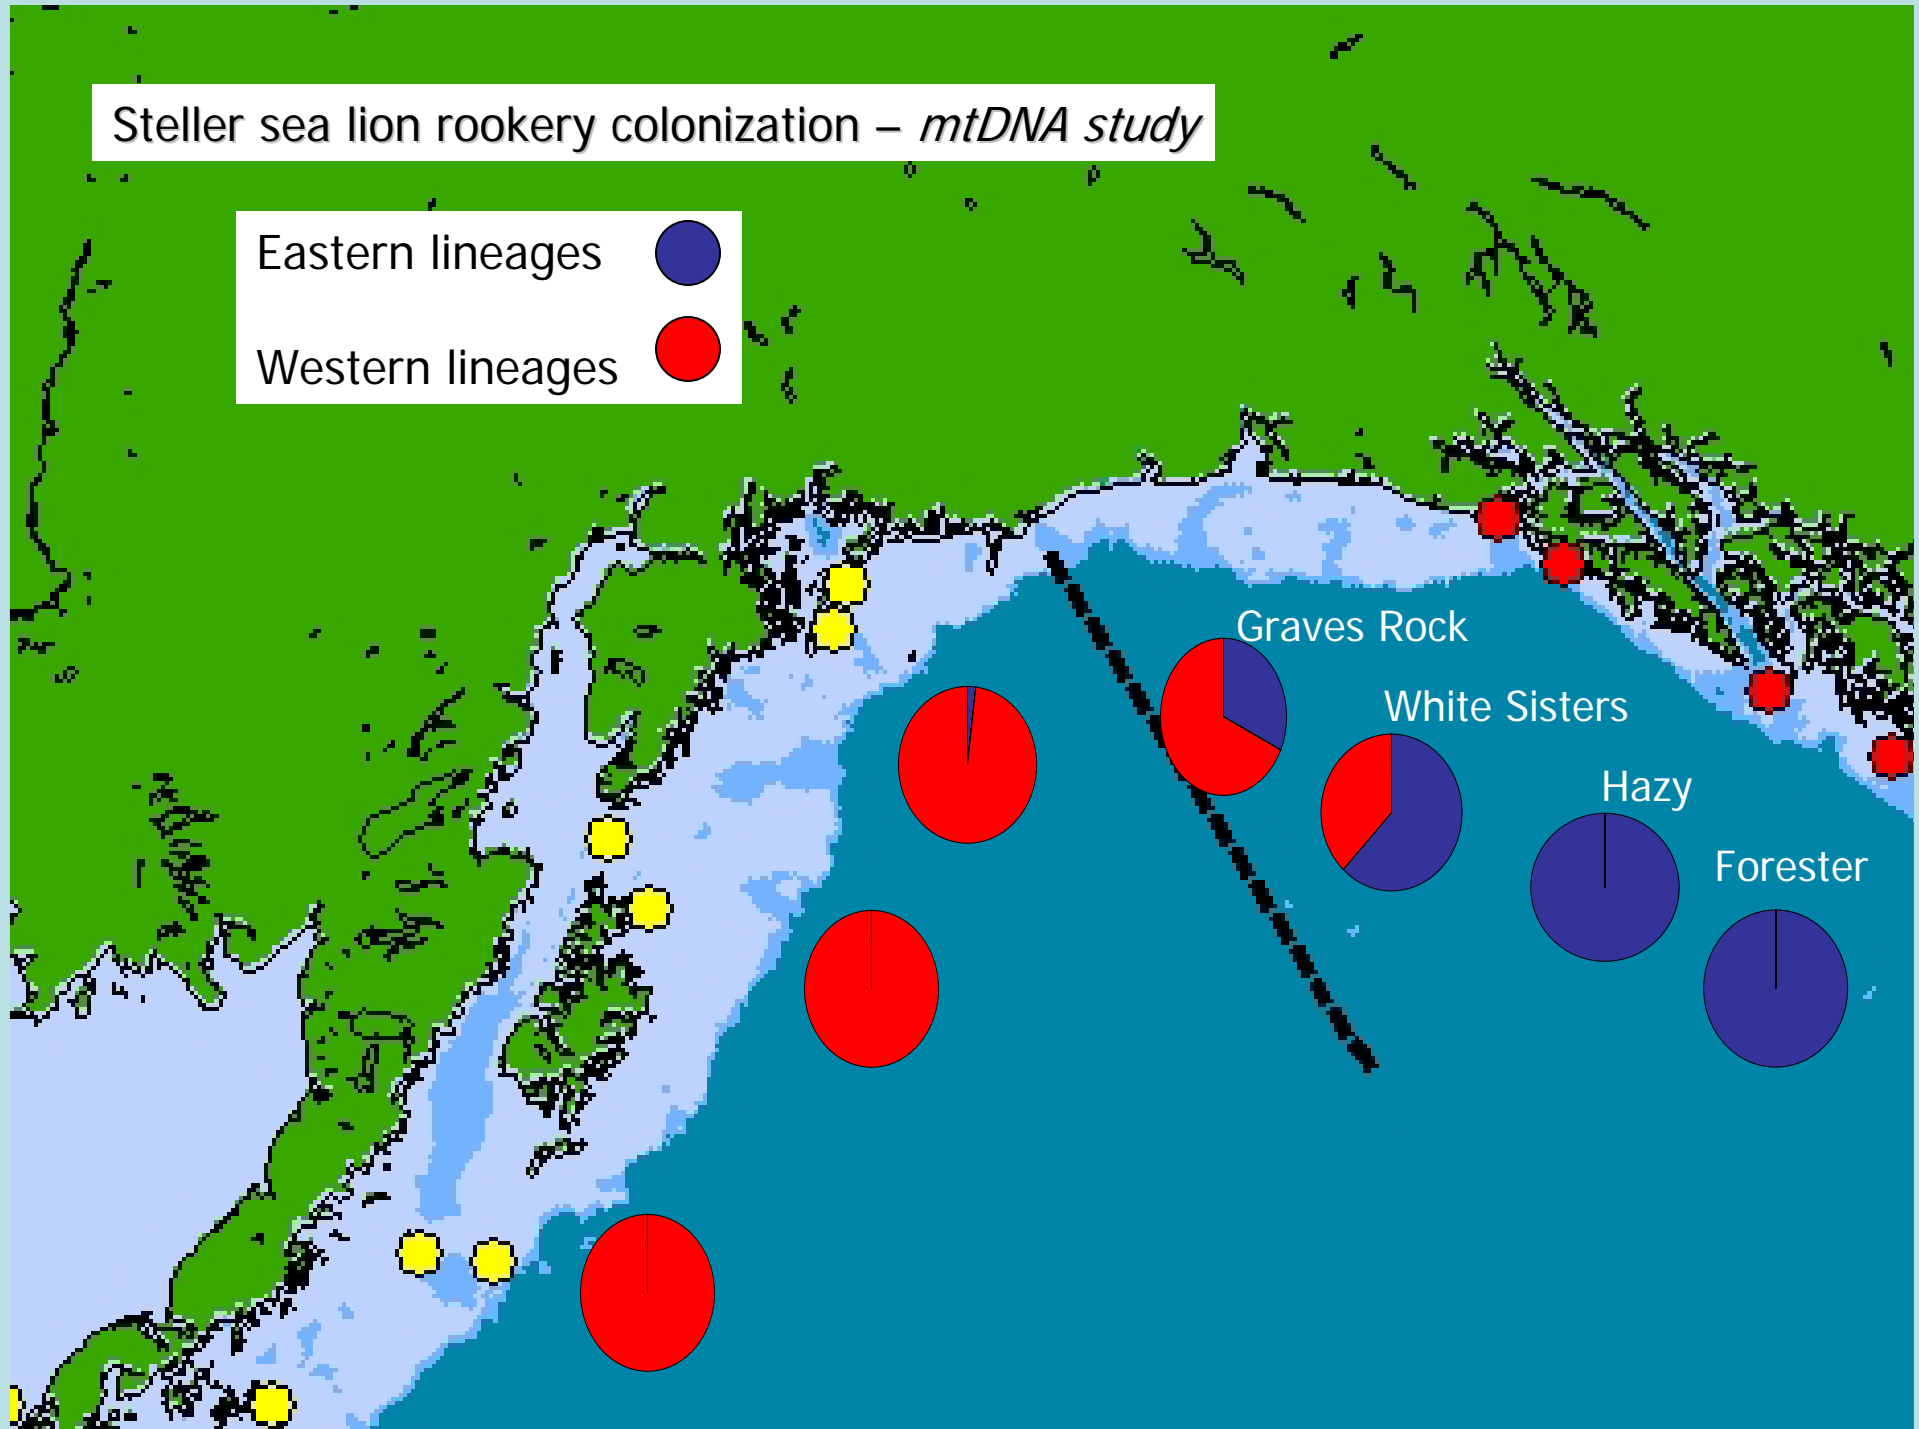 Steller sea lion rookery colonization – mtDNA study
Eastern lineages
Western lineages
Graves Rock
White Sisters
Hazy
Forester